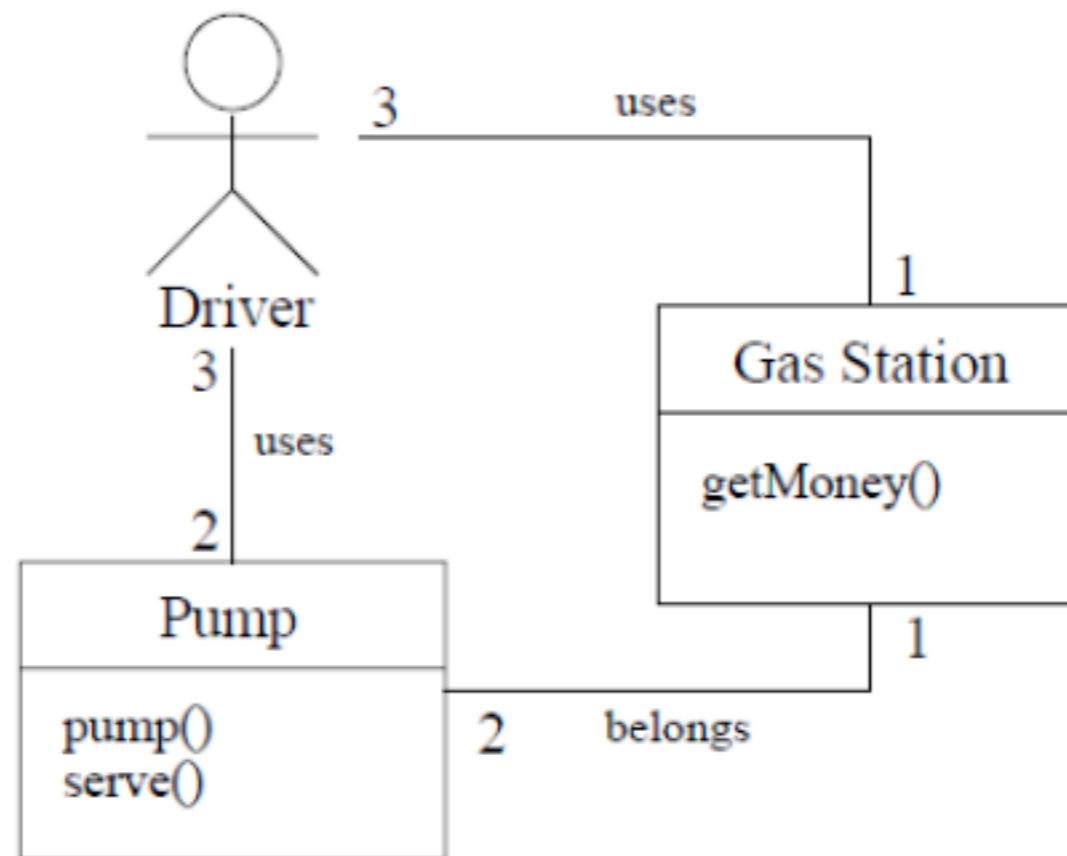 3
uses
1
Driver
3
Gas Station
uses
getMoney()
2
Pump
1
pump()
2
belongs
serve()